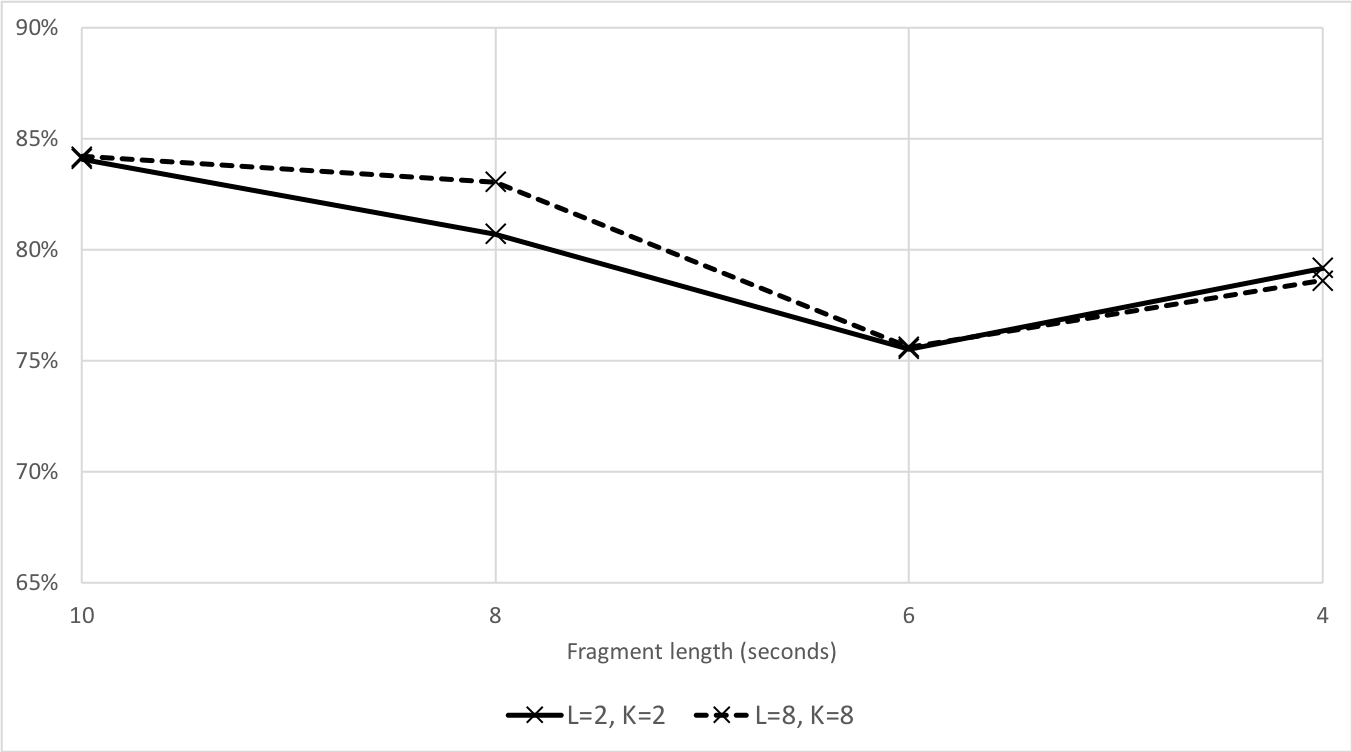 90%
85%
80%
75%
70%
65%
10 8 6 4
Fragment length (seconds)
L=2, K=2 L=8, K=8